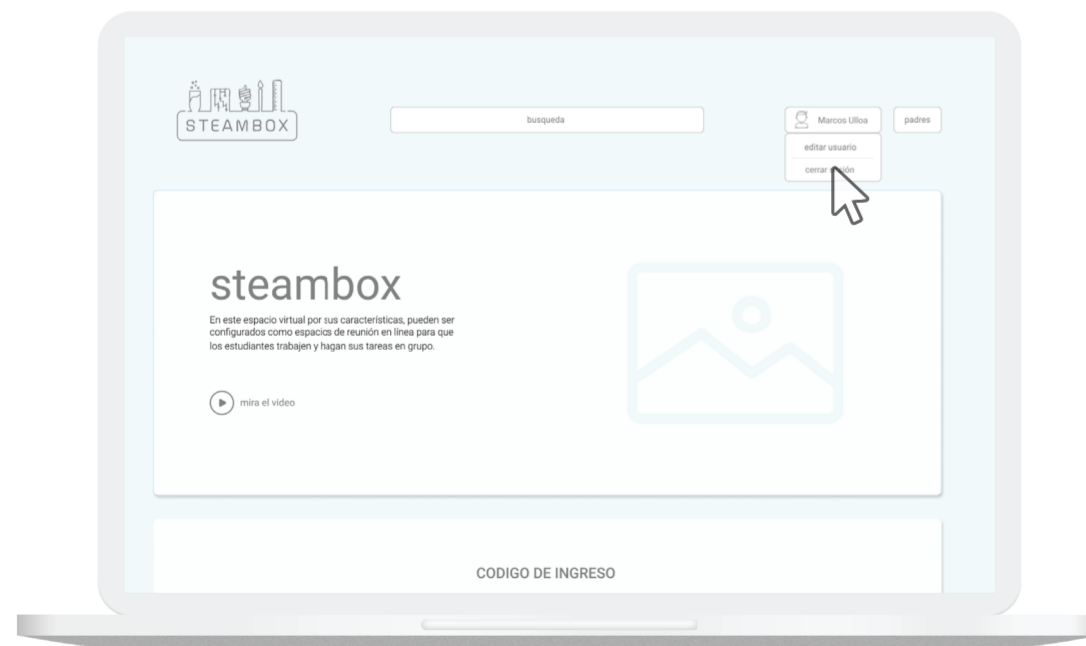 STEAMBOX
busqueda
Marcos Ulloa
padres
editar usuario
cerrar
steambox
En este espacio virtual por sus características, pueden ser
configurados como espacios de reunión en línea para que
los estudiantes trabajen y hagan sus tareas en grupo.
mira el video
CODIGO DE INGRESO